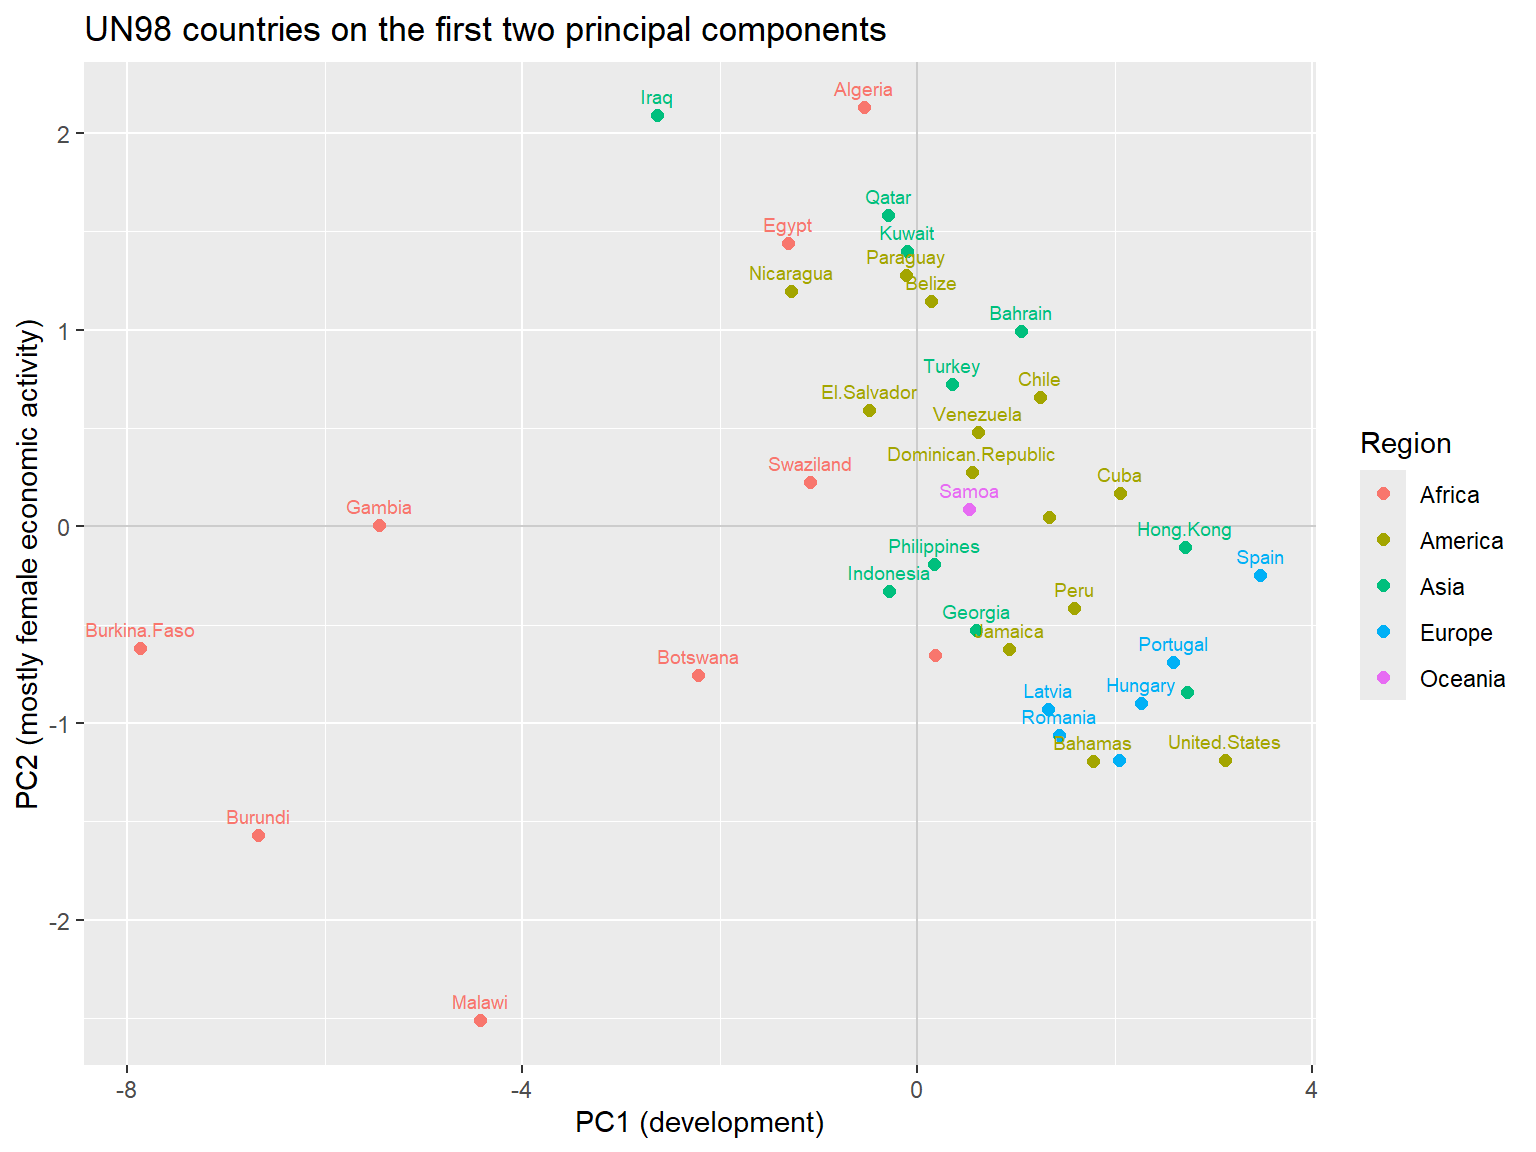 UN98 countries on the first two principal components
PC2 (mostly female economic activity)
2
1
0
-1
-2
Algeria
Iraq
Qatar
Egypt
Kuwait
Paraguay
Nicaragua
Belize
Bahrain
Turkey
Chile
El.Salvador
Venezuela
Dominican.Republic
Swaziland
Cuba
Samoa
Gambia
Hong.Kong
Philippines
Spain
Indonesia
Peru
Georgia
Burkina.Faso
Jamaica
Portugal
Botswana
Hungary
Latvia
Romania
Bahamas
United.States
Burundi
Malawi
-8
-4
0
4
PC1 (development)
Region
Africa
America
Asia
Europe
Oceania